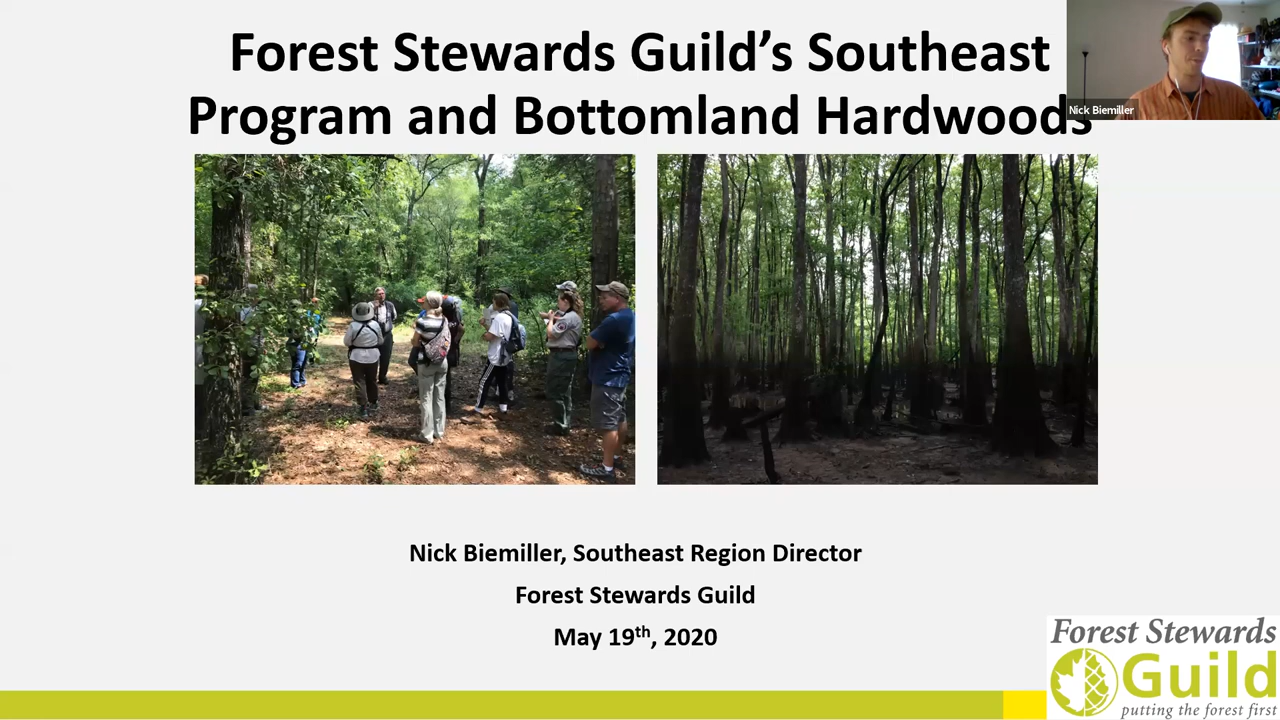 Forest Stewards Guild’s Southeast
Program and Bottomland Hardwoods
Nick Biemiller
Nick Biemiller, Southeast Region Director
Forest Stewards Guild
May 19th, 2020
Forest Stewards
Guild
putting the forest first